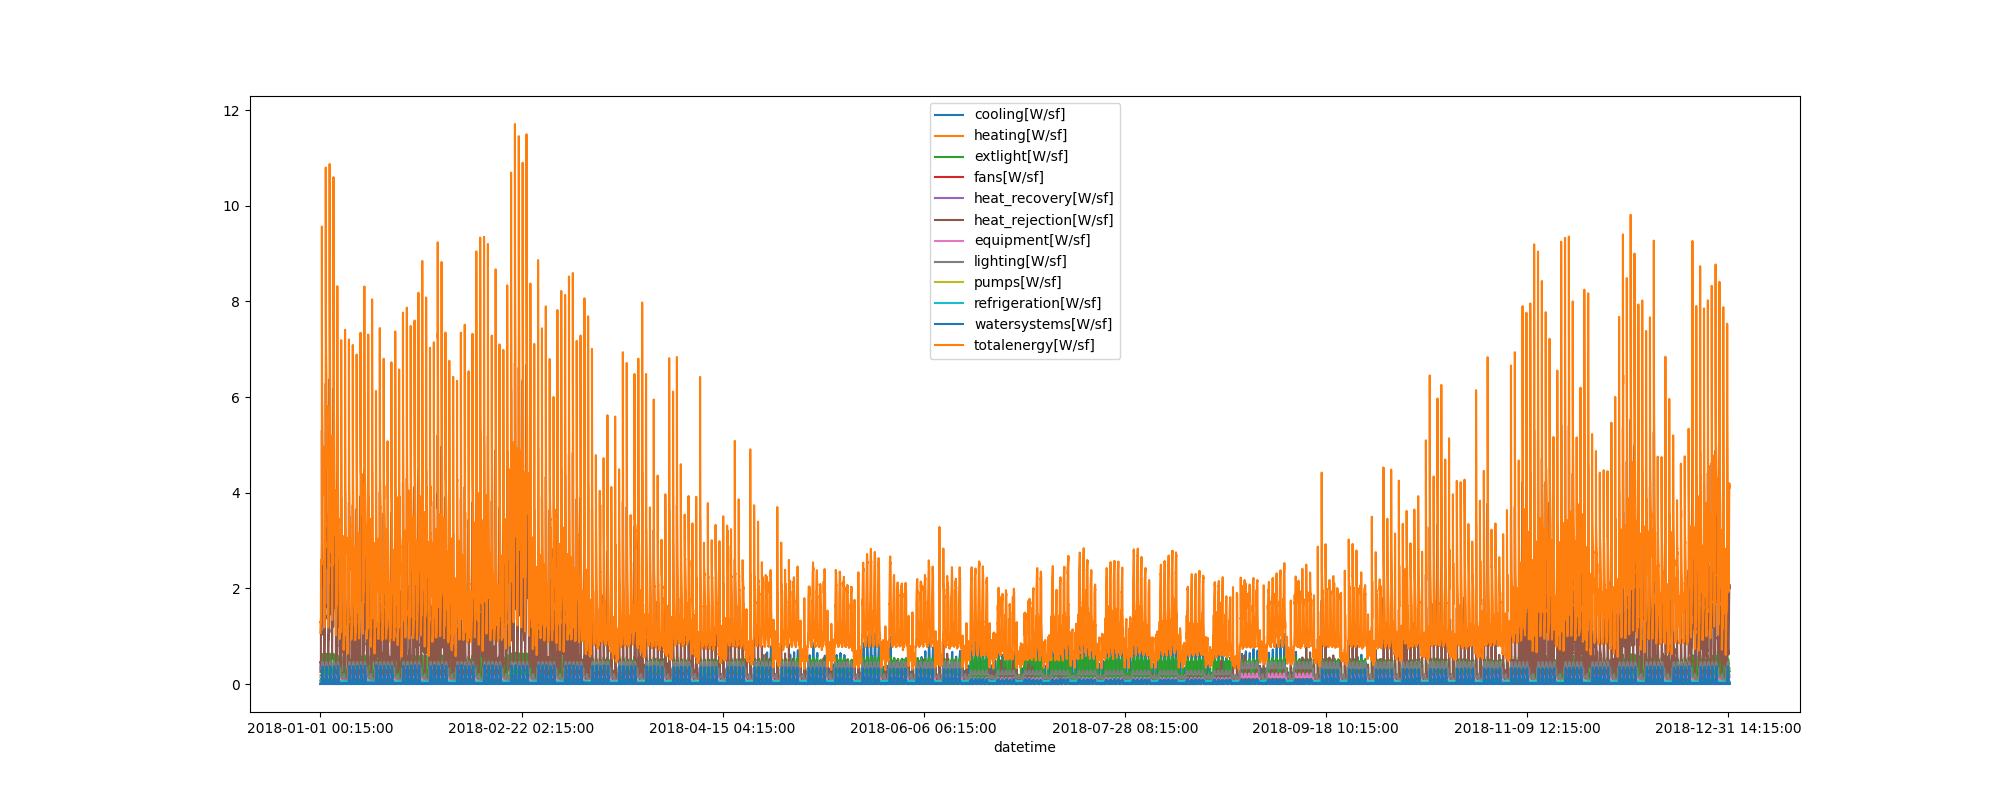 12
10
8
6
4
2
0
cooling[W/sf]
heating[W/sf]
extlight[W/sf]
fans[W/sf]
heat_recovery[W/sf]
heat_rejection[W/sf]
equipment[W/sf]
lighting[W/sf]
pumps[W/sf]
refrigeration[W/sf]
watersystems[W/sf]
totalenergy[W/sf]
2018-01-01 00:15:00
2018-02-22 02:15:00
2018-04-15 04:15:00
2018-06-06 06:15:00
2018-07-28 08:15:00
2018-09-18 10:15:00
2018-11-09 12:15:00
2018-12-31 14:15:00
datetime